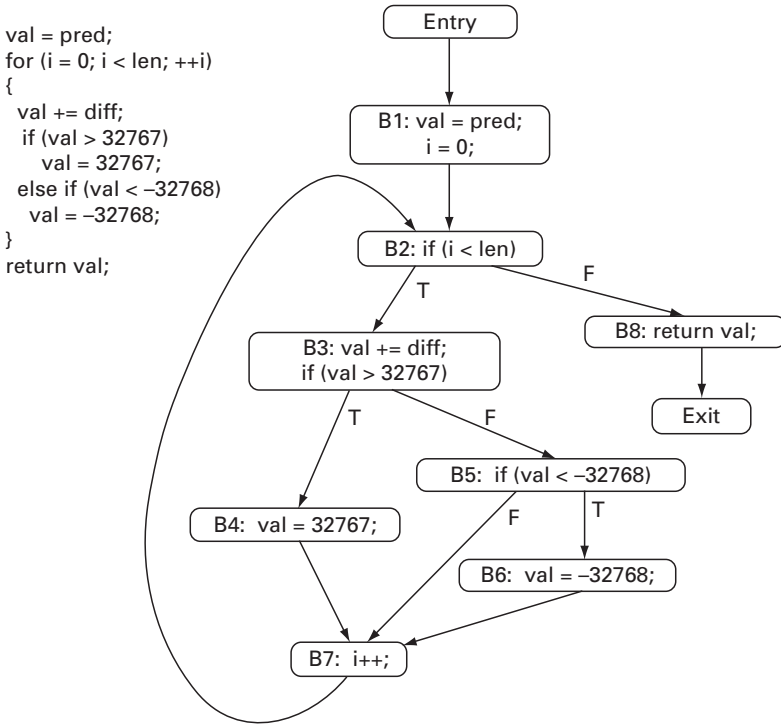 val = pred;
for (i = 0; i < len; ++i)
{
val += diff;
if (val > 32767)
val = 32767;
else if (val < –32768)
val = –32768;
}
return val;
Entry
B1: val = pred;
i = 0;
B2: if (i < len)
T
F
B3: val += diff;
if (val > 32767)
B8: return val;
T
F
Exit
B5: if (val < –32768)
B4: val = 32767;
F
T
B6: val = –32768;
B7: i++;